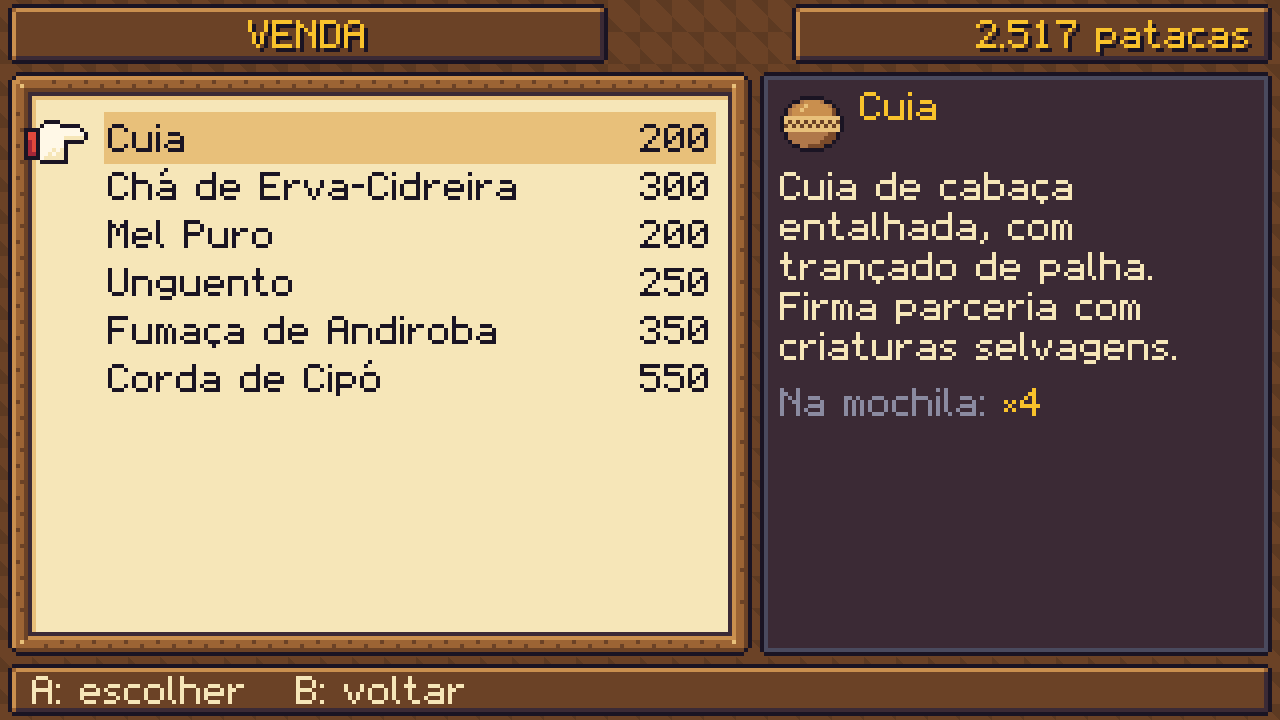 VENDA
2.517 patacas
Cuia 200
Chá de Erva-Cidreira 300
Mel Puro 200
Unguento 250
Fumaça de Andiroba 350
Corda de Cipó 550
Cuia
Cuia de cabaça
entalhada, com
trançado de palha.
Firma parceria com
criaturas selvagens.
Na mochila: ×4
A: escolher B: voltar